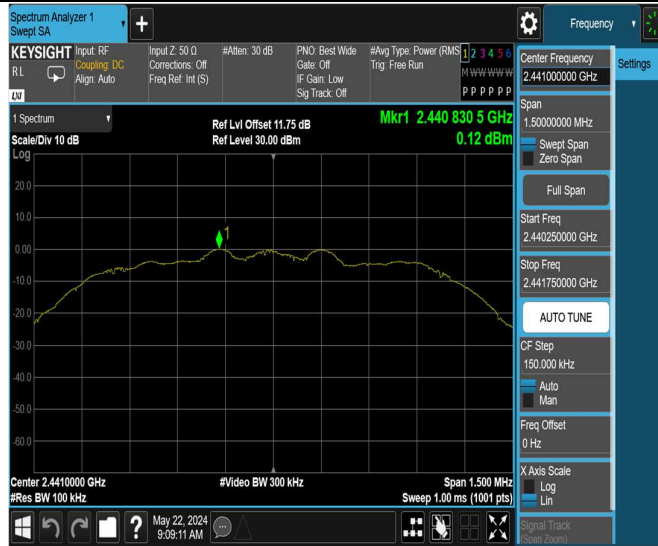 Spectrum Analyzer 1
Swept SA
Frequency
KEYSIGHT
RL
LXI
Input: RF
Coupling: DC
Align: Auto
Input Z: 50 Ω
Corrections: Off
Freq Ref: Int (S)
#Atten: 30 dB
PNO: Best Wide
Gate: Off
IF Gain: Low
Sig Track: Off
#Avg Type: Power (RMS
Trig: Free Run
1 2 3 4 5 6
M W W W W W
P P P P P P
1 Spectrum
Scale/Div 10 dB
Log
Ref Lvl Offset 11.75 dB
Ref Level 30.00 dBm
Mkr1 2.440 830 5 GHz
0.12 dBm
1
20.0
10.0
0.00
-10.0
-20.0
-30.0
-40.0
-50.0
-60.0
Center 2.4410000 GHz
#Res BW 100 kHz
#Video BW 300 kHz
Span 1.500 MHz
Sweep 1.00 ms (1001 pts)
?
May 22, 2024
9:09:11 AM
Center Frequency
2.441000000 GHz
Settings
Span
1.50000000 MHz
Swept Span
Zero Span
Full Span
Start Freq
2.440250000 GHz
Stop Freq
2.441750000 GHz
AUTO TUNE
CF Step
150.000 kHz
Auto
Man
Freq Offset
0 Hz
X Axis Scale
Log
Lin
Signal Track
(Span Zoom)